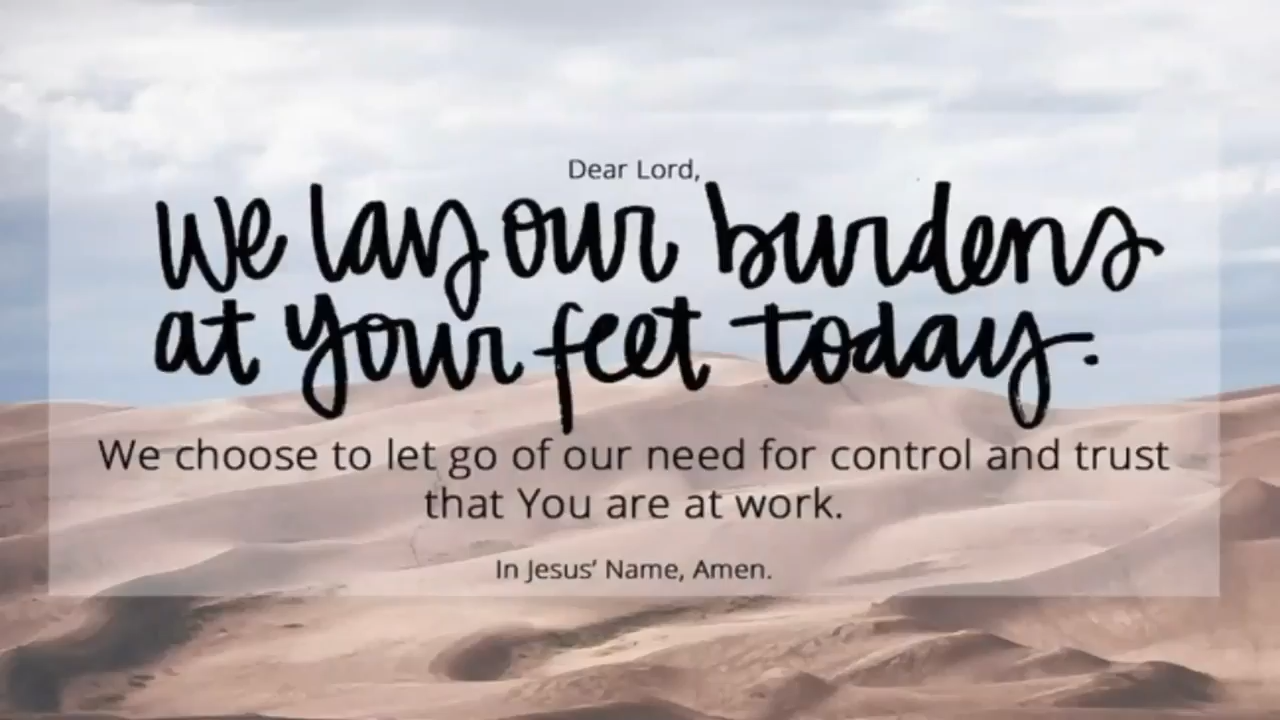 Dear Lord,
We lay our burdens
at your feet today.
We choose to let go of our need for control and trust
that You are at work.
In Jesus’ Name, Amen.